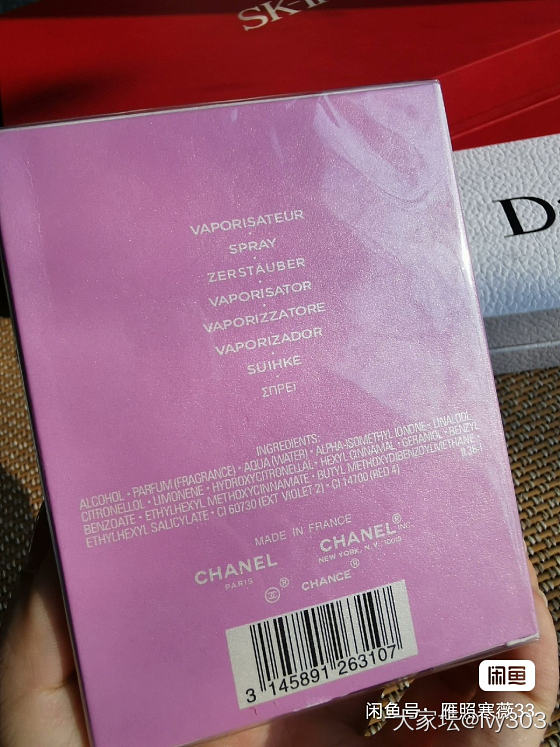 SK-II
D
VAPORISATEUR
SPRAY
ZERSTÄUBER
VAPORISATOR
VAPORIZZATORE
VAPORIZADOR
SUIHKE
ΣΠΡΕΪ
INGREDIENTS:
ALCOHOL • PARFUM (FRAGRANCE) • AQUA (WATER) • ALPHA-ISOMETHYL IONONE • LINALOOL
CITRONELLOL • LIMONENE • HYDROXYCITRONELLAL • HEXYL CINNAMAL • GERANIOL • BENZYL
BENZOATE • ETHYLHEXYL METHOXYCINNAMATE • BUTYL METHOXYDIBENZOYLMETHANE •
ETHYLHEXYL SALICYLATE • CI 60730 (EXT VIOLET 2) • CI 14700 (RED 4)
MADE IN FRANCE
CHANEL CHANEL® INC.
PARIS NEW YORK, N.Y.
® CHANCE®
3 145891 263107
闲鱼
闲鱼号：雁照赛薇33
大家坛@ivy303